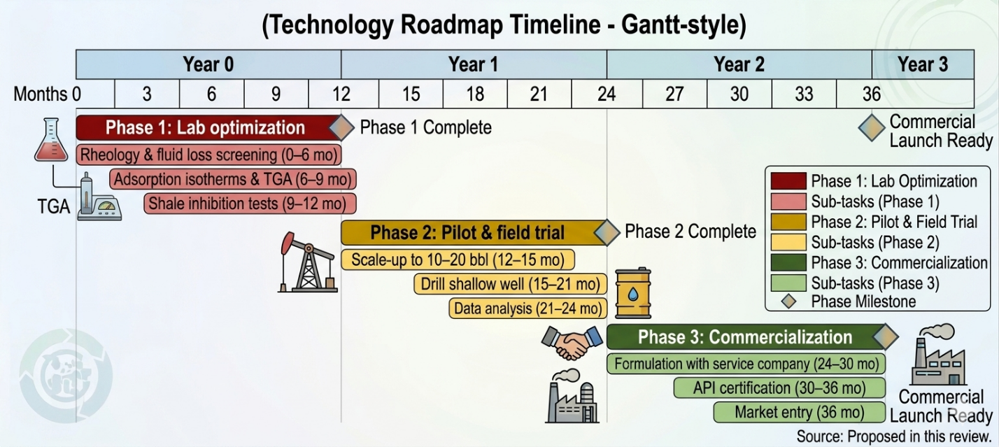 (Technology Roadmap Timeline - Gantt-style)
Year 0 Year 1 Year 2 Year 3
Months 0 3 6 9 12 15 18 21 24 27 30 33 36
Phase 1: Lab optimization
Phase 1 Complete
Commercial
Launch Ready
Rheology & fluid loss screening (0–6 mo)
Adsorption isotherms & TGA (6–9 mo)
TGA
Shale inhibition tests (9–12 mo)
Phase 1: Lab Optimization
Sub-tasks (Phase 1)
Phase 2: Pilot & Field Trial
Sub-tasks (Phase 2)
Phase 3: Commercialization
Sub-tasks (Phase 3)
Phase Milestone
Phase 2: Pilot & field trial
Phase 2 Complete
Scale-up to 10–20 bbl (12–15 mo)
Drill shallow well (15–21 mo)
Data analysis (21–24 mo)
Phase 3: Commercialization
Formulation with service company (24–30 mo)
API certification (30–36 mo)
Market entry (36 mo)
Commercial
Launch Ready
Source: Proposed in this review.